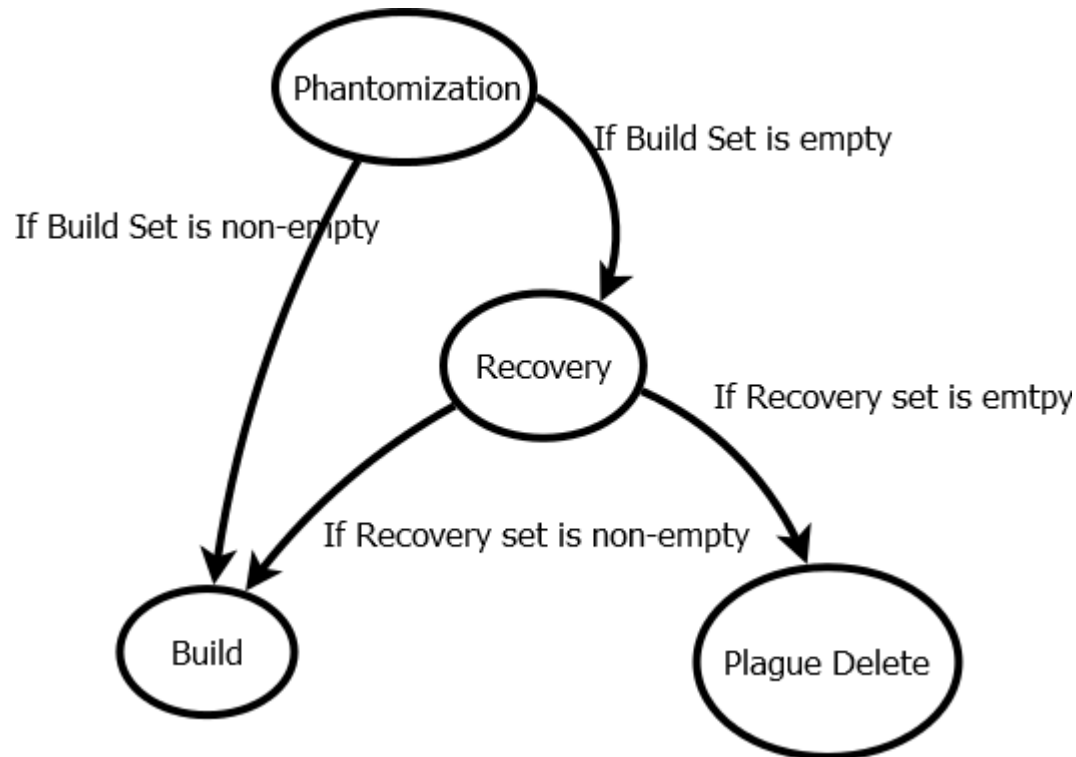 Phantomization
If Build Set is empty
If Build Set is non-empty
Recovery
If Recovery set is emtpy
If Recovery set is non-empty
Build
Plague Delete